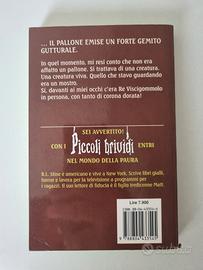 ... IL PALLONE EMISE UN FORTE GEMITO
GUTTURALE.
In quel momento, mi resi conto che non era
affatto un pallone. Si trattava di una creatura.
Una creatura viva. Quello che stavo guardando
era un mostro.
Sì, davanti ai miei occhi c'era Re Viscigommolo
in persona, con tanto di corona dorata!
SEI AVVERTITO!
CON I Piccoli brividi ENTRI
NEL MONDO DELLA PAURA
R.L. Stine è americano e vive a New York. Scrive libri gialli,
horror e lavora per la televisione a programmi per
i ragazzi. Il suo lettore di fiducia è il figlio tredicenne Matt.
Lire 7.900
Subito